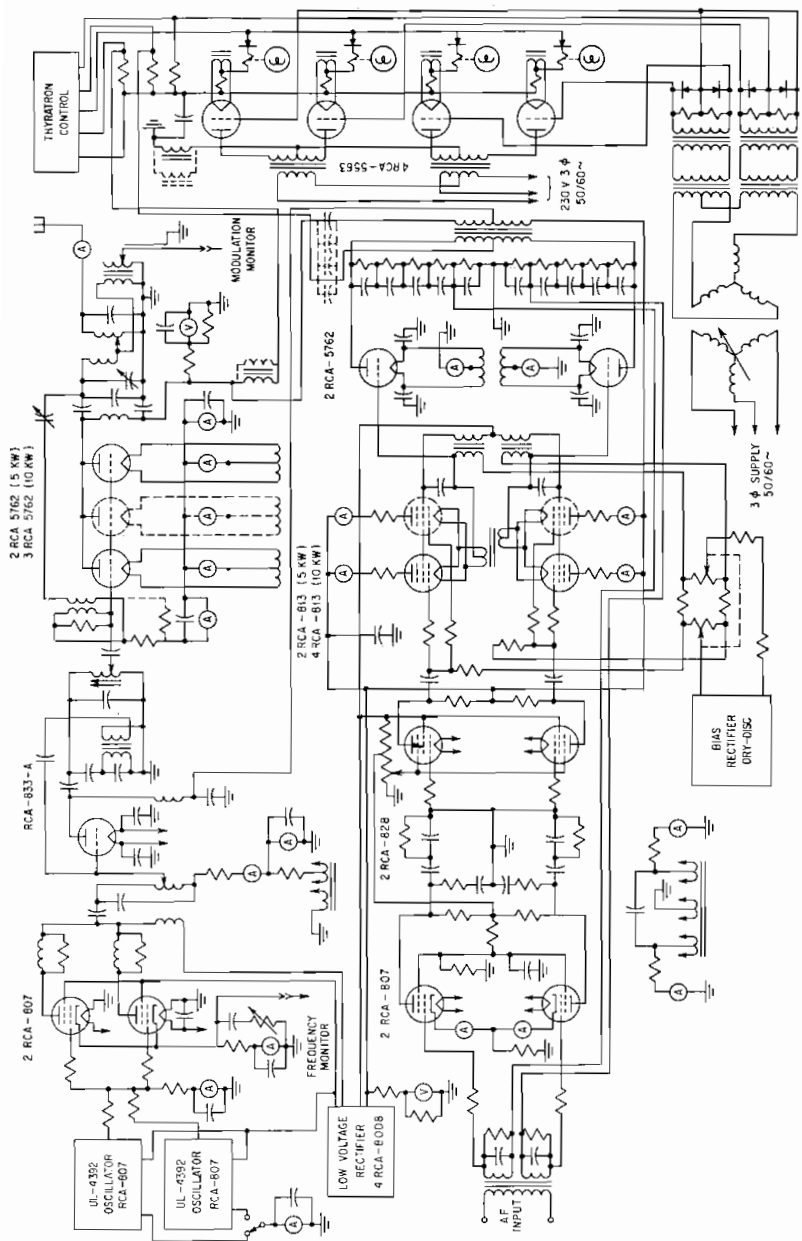 UL-4392
OSCILLATOR
RCA-807
UL-4392
OSCILLATOR
RCA-807
A
2 RCA-807
A
A
FREQUENCY
MONITOR
LOW VOLTAGE
RECTIFIER
4 RCA-8008
RCA-833-A
A
2 RCA 5762 (5 KW)
3 RCA 5762 (10 KW)
A
A
A
A
A
V
A
MODULATION
MONITOR
THYRATRON
CONTROL
4 RCA-5563
230 V 3 ϕ
50/60~
AF
INPUT
V
2 RCA-807
A
A
2 RCA-828
2 RCA-813 (5 KW)
4 RCA-813 (10 KW)
A
A
A
A
2 RCA-5762
A
A
A
A
BIAS
RECTIFIER
DRY-DISC
3 ϕ SUPPLY
50/60~